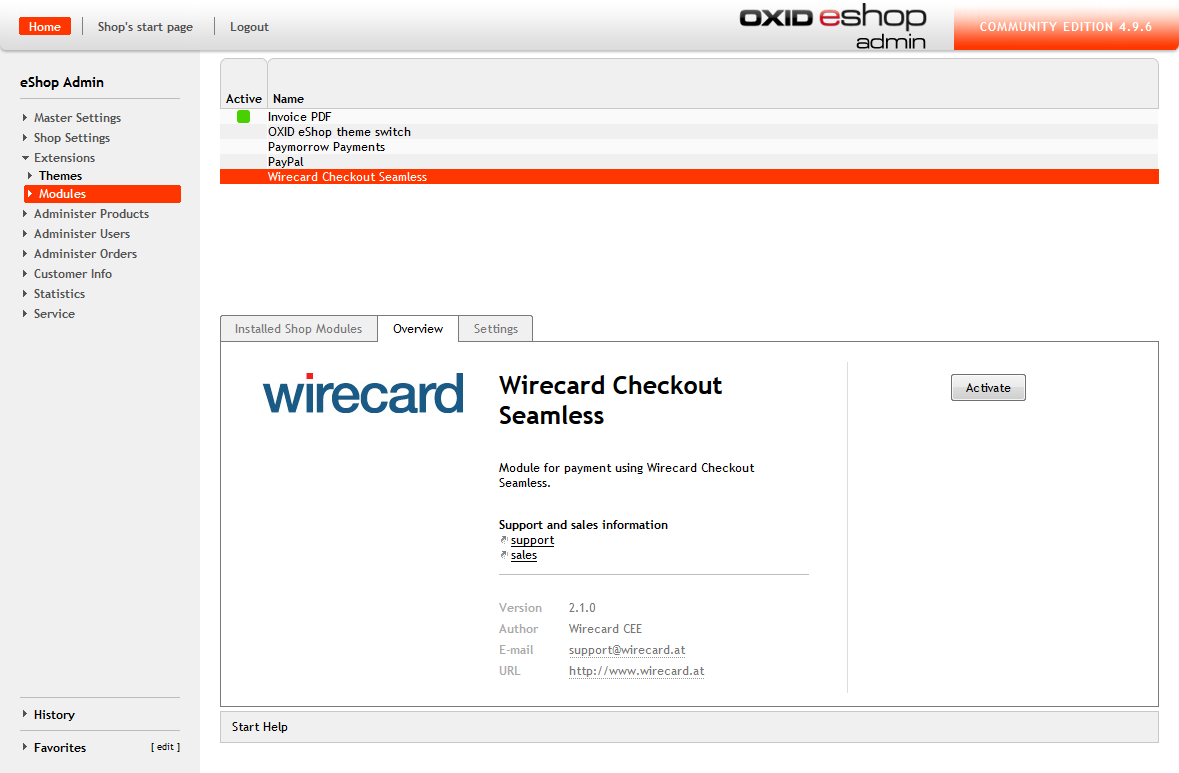 Home
Shop's start page
Logout
OXID eshop
admin
COMMUNITY EDITION 4.9.6
eShop Admin
Master Settings
Shop Settings
Extensions
Themes
Modules
Administer Products
Administer Users
Administer Orders
Customer Info
Statistics
Service
History
Favorites [ edit ]
Active Name
Invoice PDF
OXID eShop theme switch
Paymorrow Payments
PayPal
Wirecard Checkout Seamless
Installed Shop Modules Overview Settings
wirecard
Wirecard Checkout
Seamless
Activate
Module for payment using Wirecard Checkout
Seamless.
Support and sales information
support
sales
Version 2.1.0
Author Wirecard CEE
E-mail support@wirecard.at
URL http://www.wirecard.at
Start Help